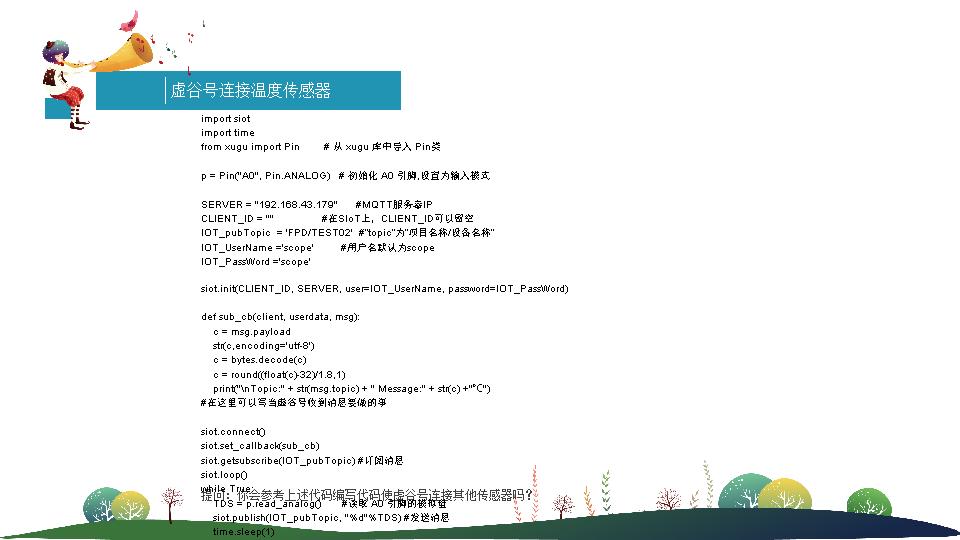 虚谷号连接温度传感器
import siot
import time
from xugu import Pin # 从 xugu 库中导入 Pin类
p = Pin("A0", Pin.ANALOG) # 初始化 A0 引脚,设置为输入模式
SERVER = "192.168.43.179" #MQTT服务器IP
CLIENT_ID = "" #在SIoT上，CLIENT_ID可以留空
IOT_pubTopic = 'FPD/TEST02' #"topic"为"项目名称/设备名称"
IOT_UserName ='scope' #用户名默认为scope
IOT_PassWord ='scope'
siot.init(CLIENT_ID, SERVER, user=IOT_UserName, password=IOT_PassWord)
def sub_cb(client, userdata, msg):
c = msg.payload
str(c,encoding='utf-8')
c = bytes.decode(c)
c = round((float(c)-32)/1.8,1)
print("\nTopic:" + str(msg.topic) + " Message:" + str(c) +"℃")
#在这里可以写当虚谷号收到消息要做的事
siot.connect()
siot.set_callback(sub_cb)
siot.getsubscribe(IOT_pubTopic) #订阅消息
siot.loop()
while True:
提问：你会参考上述代码编写代码使虚谷号连接其他传感器吗？
TDS = p.read_analog() #读取 A0 引脚的模拟值
siot.publish(IOT_pubTopic, "%d"%TDS) #发送消息
time.sleep(1)